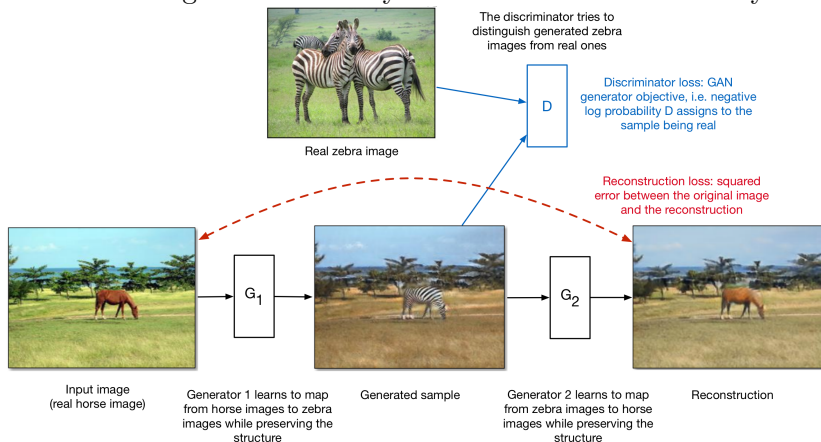 The discriminator tries to
distinguish generated zebra
images from real ones
D
Discriminator loss: GAN
generator objective, i.e. negative
log probability D assigns to the
sample being real
Real zebra image
Reconstruction loss: squared
error between the original image
and the reconstruction
G1
G2
Input image
(real horse image)
Generator 1 learns to map
from horse images to zebra
images while preserving the
structure
Generated sample
Generator 2 learns to map
from zebra images to horse
images while preserving the
structure
Reconstruction